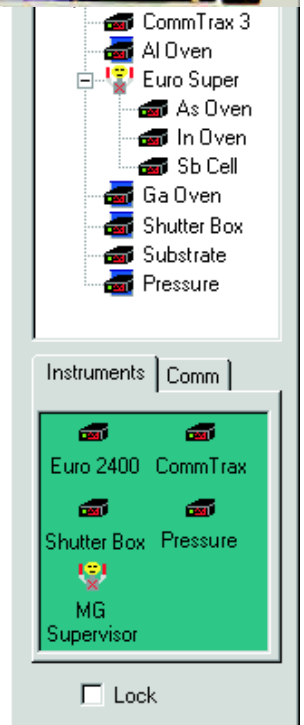 CommTrax 3
Al Oven
Euro Super
As Oven
In Oven
Sb Cell
Ga Oven
Shutter Box
Substrate
Pressure
Instruments Comm
Euro 2400 CommTrax
Shutter Box Pressure
MG
Supervisor
Lock